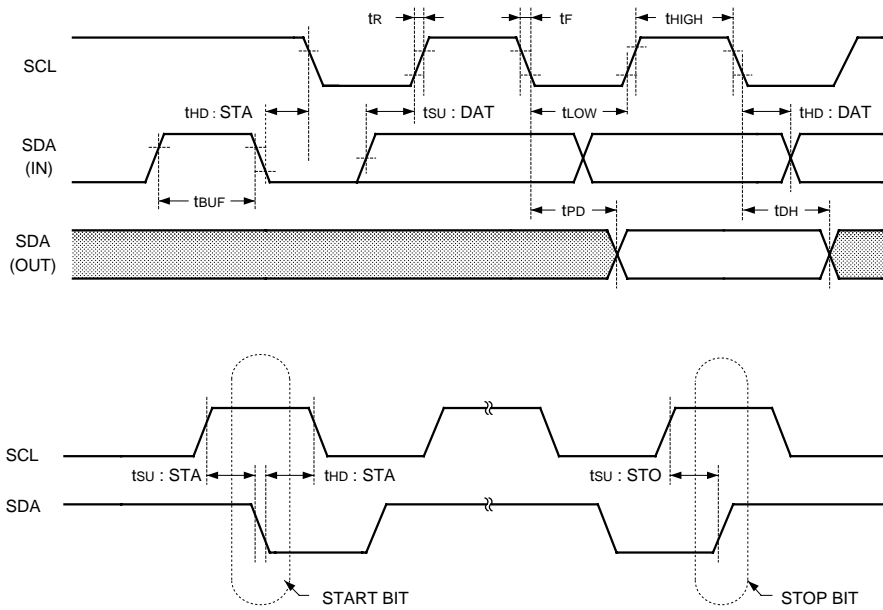 tR tF tHIGH
SCL
tHD : STA tSU : DAT tLOW tHD : DAT
SDA
(IN)
tBUF
tPD tDH
SDA
(OUT)
SCL
tSU : STA tHD : STA tSU : STO
SDA
START BIT STOP BIT